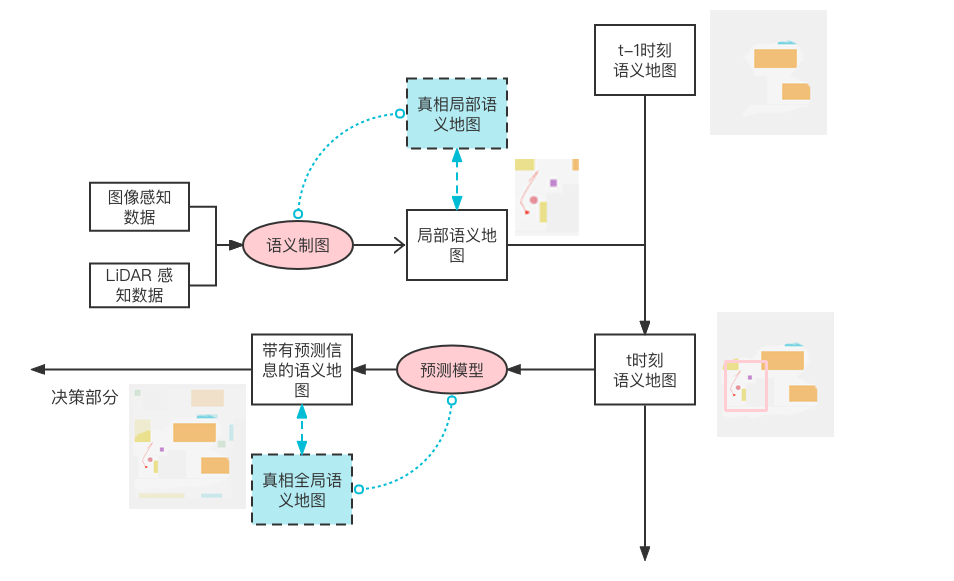 t-1时刻
语义地图
真相局部语
义地图
图像感知
数据
语义制图
局部语义地
图
LiDAR 感
知数据
带有预测信
息的语义地
图
预测模型
t时刻
语义地图
决策部分
真相全局语
义地图